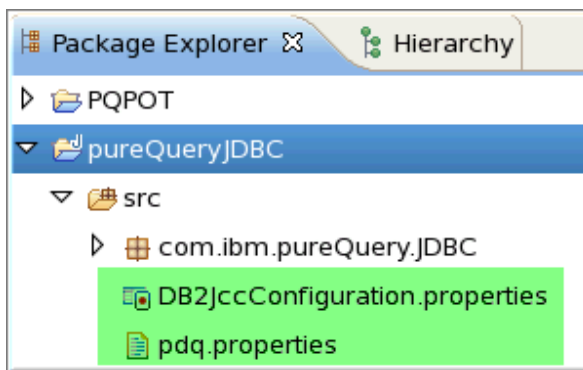 Package Explorer Hierarchy
PQPOT
pureQueryJDBC
src
com.ibm.pureQuery.JDBC
DB2JccConfiguration.properties
pdq.properties